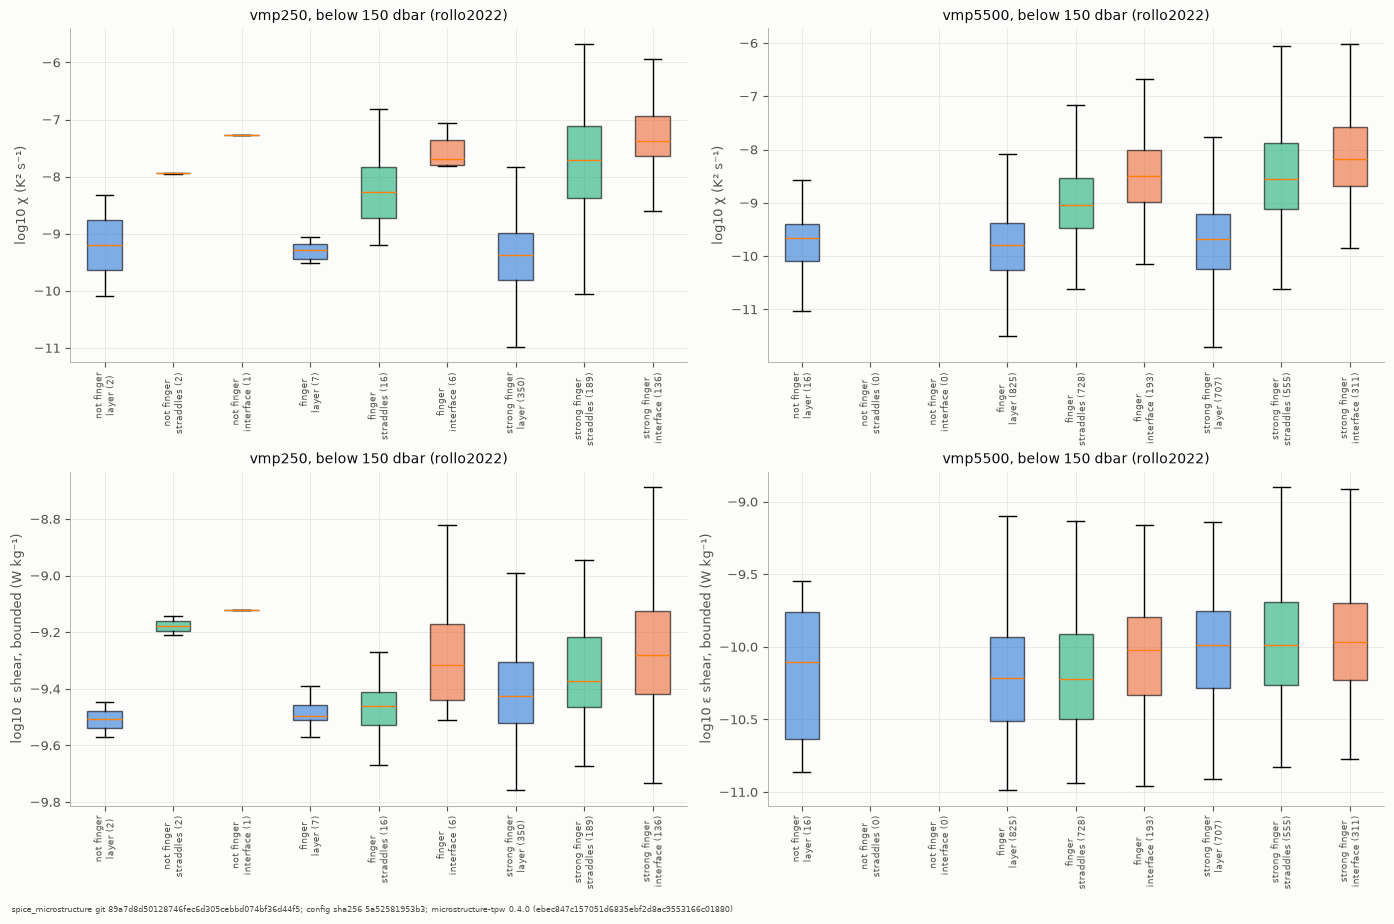 vmp250, below 150 dbar (rollo2022)
log10 χ (K² s⁻¹)
−6
−7
−8
−9
−10
−11
not finger
layer (2)
not finger
straddles (2)
not finger
interface (1)
finger
layer (7)
finger
straddles (16)
finger
interface (6)
strong finger
layer (350)
strong finger
straddles (189)
strong finger
interface (136)
vmp5500, below 150 dbar (rollo2022)
log10 χ (K² s⁻¹)
−6
−7
−8
−9
−10
−11
not finger
layer (16)
not finger
straddles (0)
not finger
interface (0)
finger
layer (825)
finger
straddles (728)
finger
interface (193)
strong finger
layer (707)
strong finger
straddles (555)
strong finger
interface (311)
vmp250, below 150 dbar (rollo2022)
log10 ε shear, bounded (W kg⁻¹)
−8.8
−9.0
−9.2
−9.4
−9.6
−9.8
not finger
layer (2)
not finger
straddles (2)
not finger
interface (1)
finger
layer (7)
finger
straddles (16)
finger
interface (6)
strong finger
layer (350)
strong finger
straddles (189)
strong finger
interface (136)
vmp5500, below 150 dbar (rollo2022)
log10 ε shear, bounded (W kg⁻¹)
−9.0
−9.5
−10.0
−10.5
−11.0
not finger
layer (16)
not finger
straddles (0)
not finger
interface (0)
finger
layer (825)
finger
straddles (728)
finger
interface (193)
strong finger
layer (707)
strong finger
straddles (555)
strong finger
interface (311)
spice_microstructure git 89a7d8d50128746fec6d305cebbd074bf36d44f5; config sha256 5a52581953b3; microstructure-tpw 0.4.0 (ebec847c157051d6835ebf2d8ac9553166c01880)